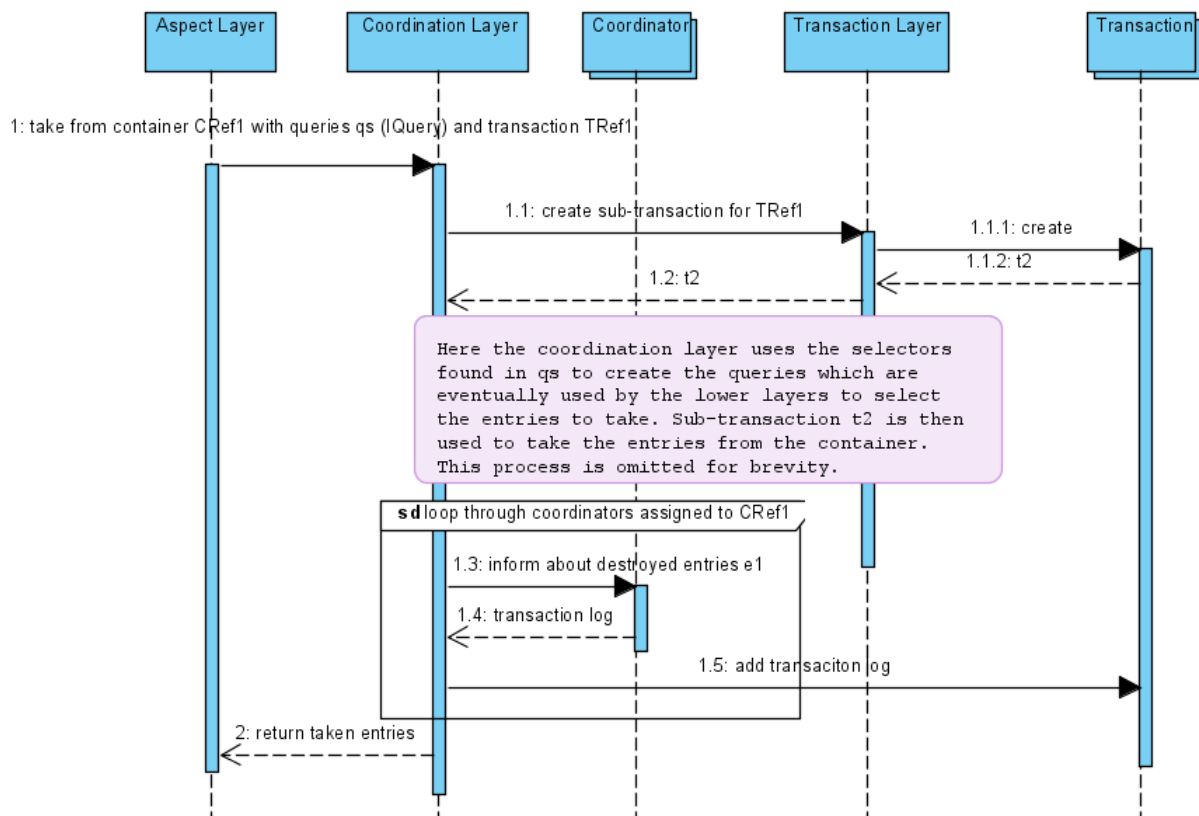 Aspect Layer
Coordination Layer
Coordinator
Transaction Layer
Transaction
1: take from container CRef1 with queries qs (IQuery) and transaction TRef1
1.1: create sub-transaction for TRef1
1.1.1: create
1.1.2: t2
1.2: t2
Here the coordination layer uses the selectors
found in qs to create the queries which are
eventually used by the lower layers to select
the entries to take. Sub-transaction t2 is then
used to take the entries from the container.
This process is omitted for brevity.
sd loop through coordinators assigned to CRef1
1.3: inform about destroyed entries e1
1.4: transaction log
1.5: add transaciton log
2: return taken entries